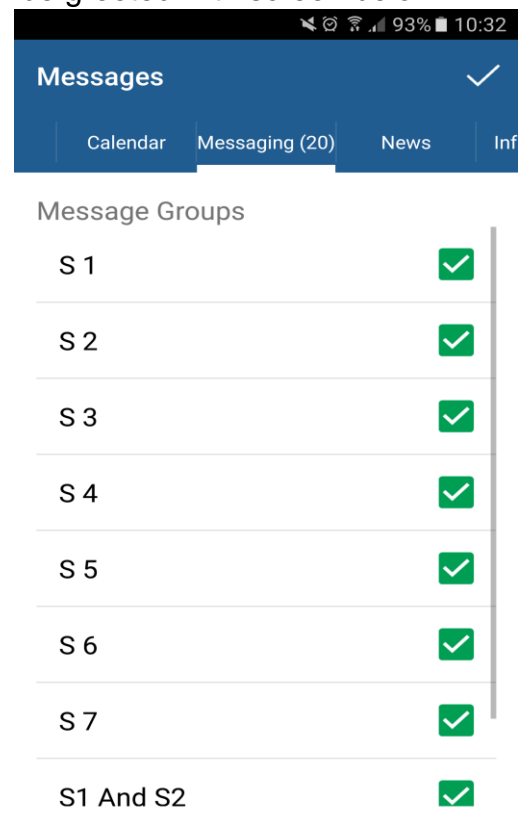 93% 10:32
Messages
Calendar Messaging (20) News Inf
Message Groups
S 1
S 2
S 3
S 4
S 5
S 6
S 7
S1 And S2